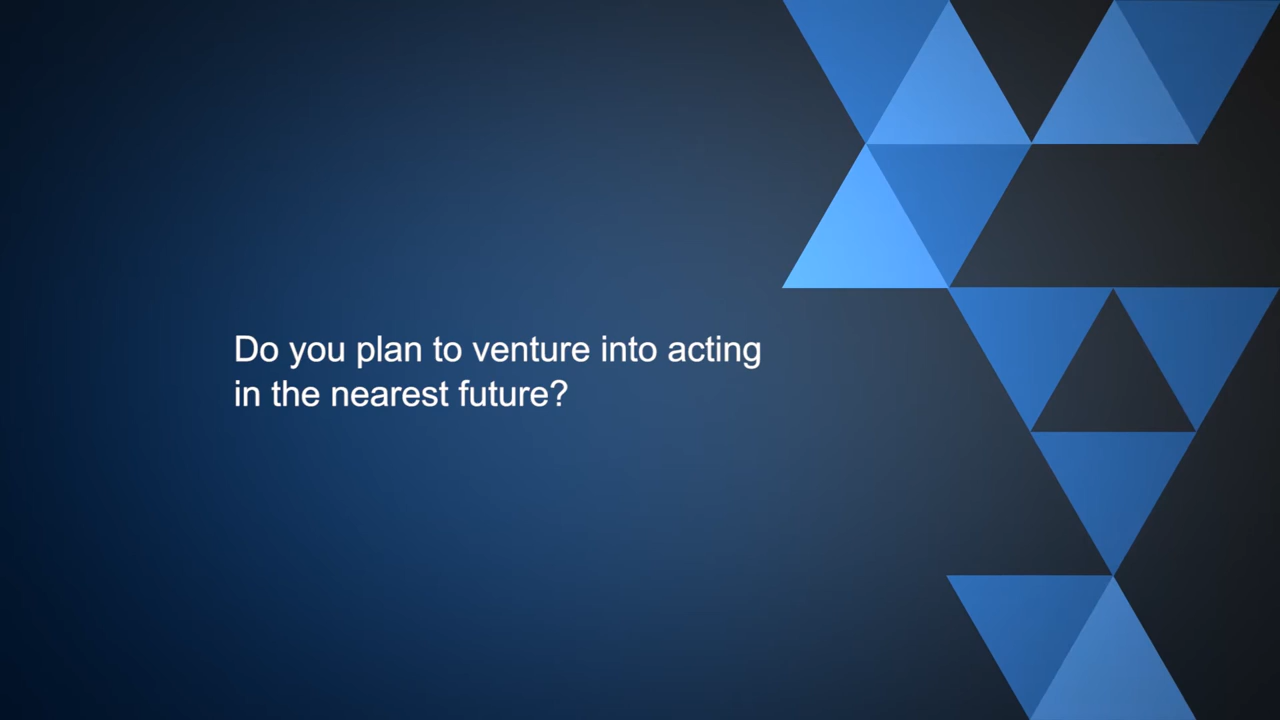 Do you plan to venture into acting
in the nearest future?